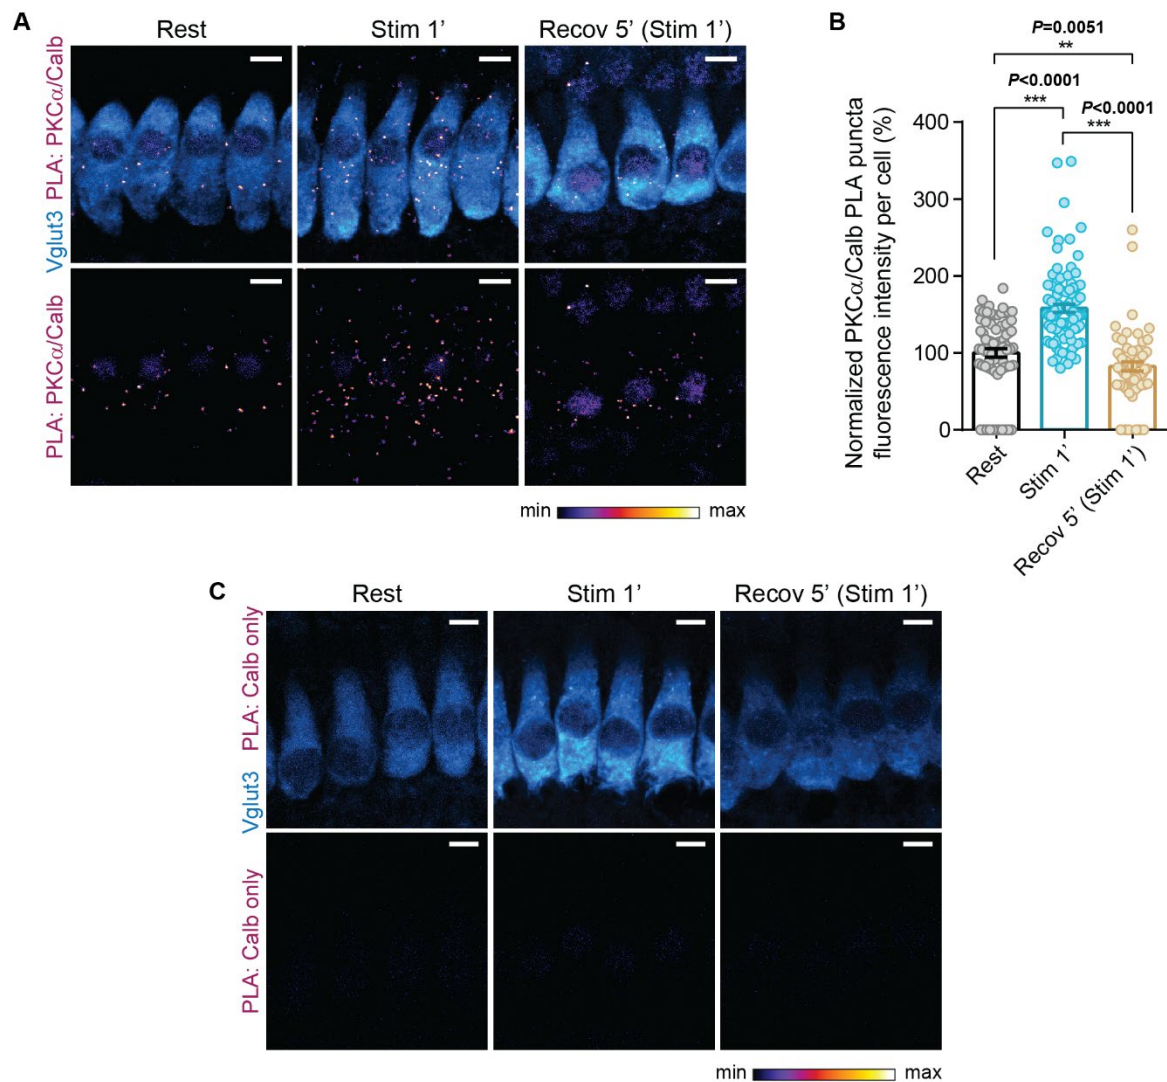 A
Rest
Stim 1’
Recov 5’ (Stim 1’)
Vglut3 PLA: PKCα/Calb
PLA: PKCα/Calb
min
max
B
P=0.0051
**
P<0.0001
***
P<0.0001
***
Normalized PKCα/Calb PLA puncta
fluorescence intensity per cell (%)
400
300
200
100
0
Rest
Stim 1’
Recov 5’ (Stim 1’)
C
Rest
Stim 1’
Recov 5’ (Stim 1’)
Vglut3 PLA: Calb only
PLA: Calb only
min
max